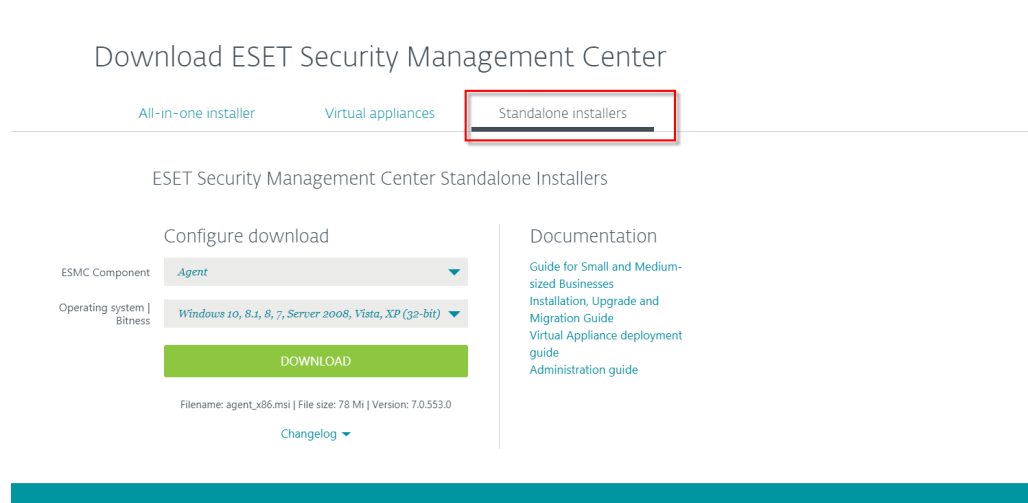 Download ESET Security Management Center
All-in-one installer
Virtual appliances
Standalone installers
ESET Security Management Center Standalone Installers
Configure download
ESMC Component
Agent
Operating system |
Bitness
Windows 10, 8.1, 8, 7, Server 2008, Vista, XP (32-bit)
DOWNLOAD
Filename: agent_x86.msi | File size: 78 Mi | Version: 7.0.553.0
Changelog
Documentation
Guide for Small and Medium-
sized Businesses
Installation, Upgrade and
Migration Guide
Virtual Appliance deployment
guide
Administration guide